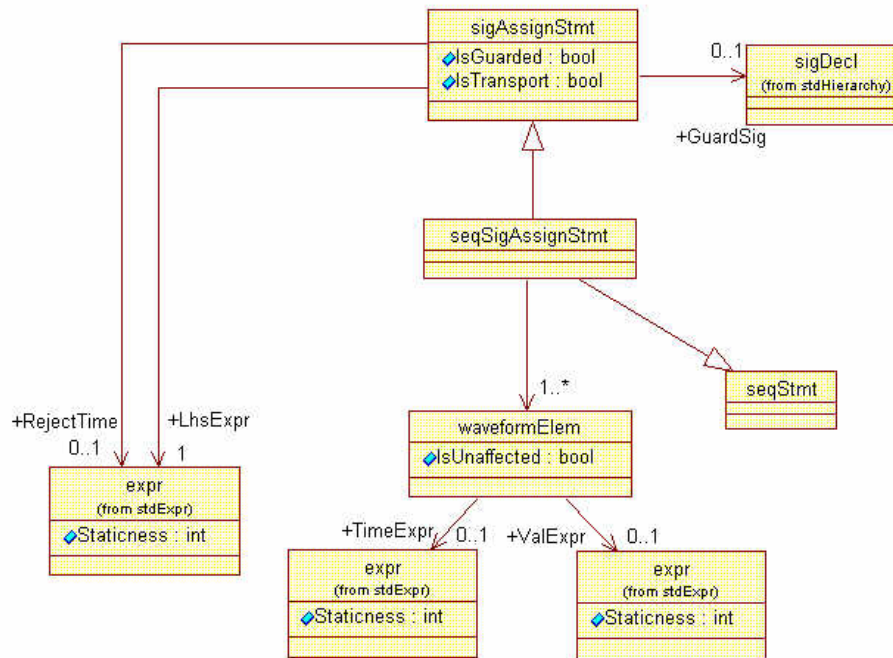 sigAssignStmt
IsGuarded : bool
IsTransport : bool
0..1
sigDecl
(from stdHierarchy)
+GuardSig
seqSigAssignStmt
seqStmt
1..*
+RejectTime
+LhsExpr
0..1
1
waveformElem
IsUnaffected : bool
expr
(from stdExpr)
Staticness : int
+TimeExpr
0..1
+ValExpr
0..1
expr
(from stdExpr)
Staticness : int
expr
(from stdExpr)
Staticness : int